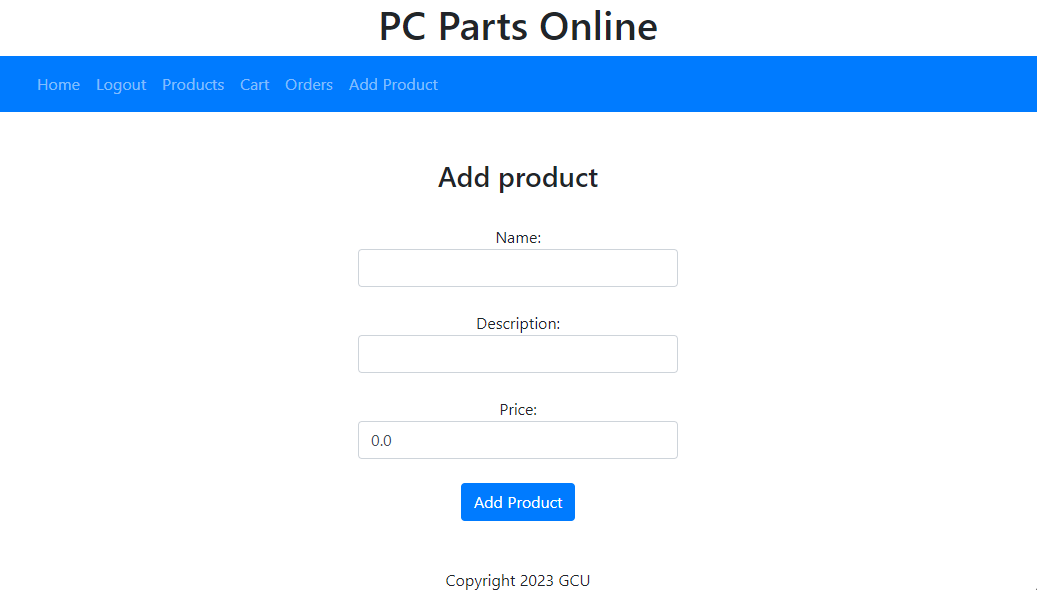 PC Parts Online
Home Logout Products Cart Orders Add Product
Add product
Name:
Description:
Price:
0.0
Add Product
Copyright 2023 GCU